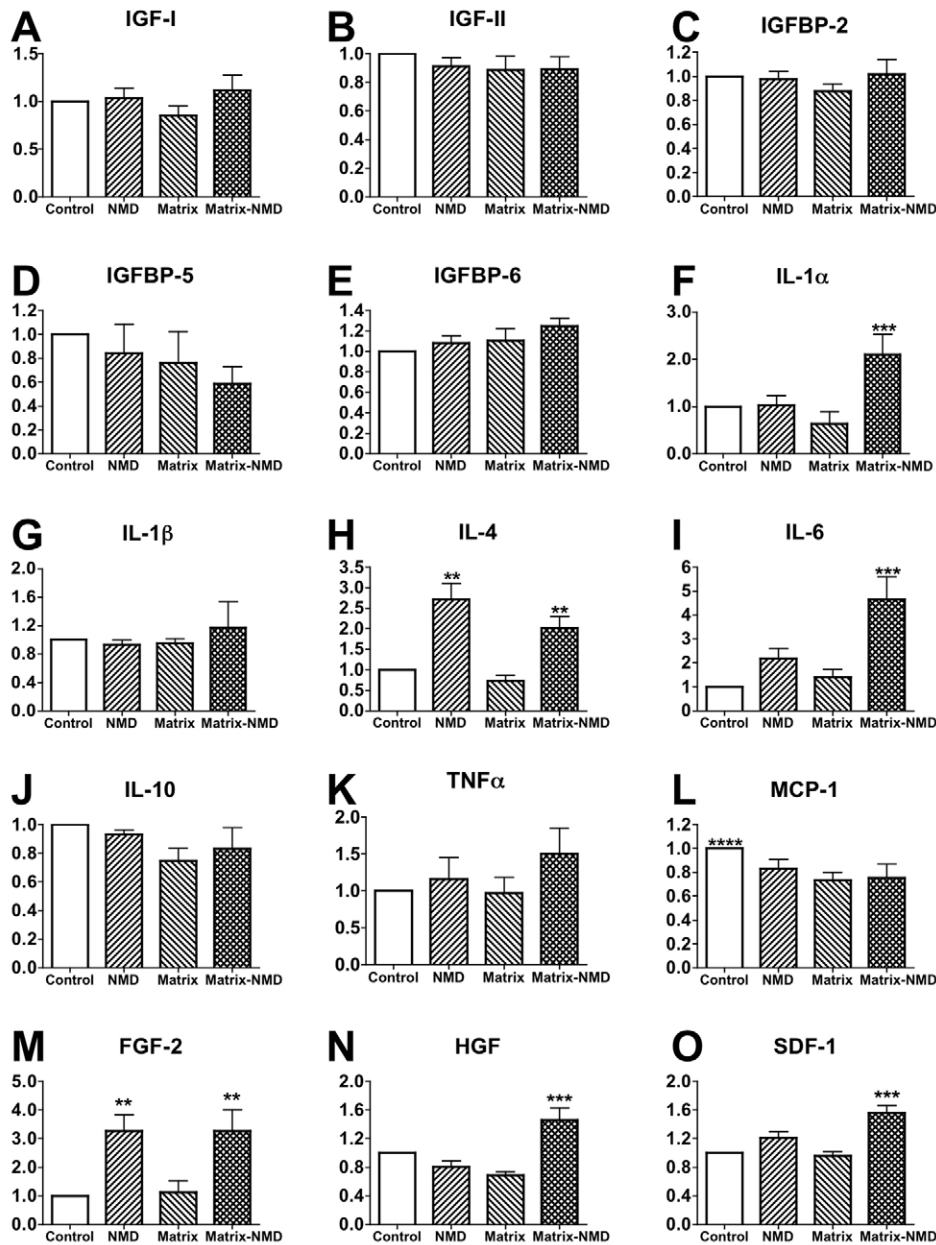 A
IGF-I
1.5
1.0
0.5
0.0
Control NMD Matrix Matrix-NMD
B
IGF-II
1.0
0.8
0.6
0.4
0.2
0.0
Control NMD Matrix Matrix-NMD
C
IGFBP-2
1.2
1.0
0.8
0.6
0.4
0.2
0.0
Control NMD Matrix Matrix-NMD
D
IGFBP-5
1.2
1.0
0.8
0.6
0.4
0.2
0.0
Control NMD Matrix Matrix-NMD
E
IGFBP-6
1.4
1.2
1.0
0.8
0.6
0.4
0.2
0.0
Control NMD Matrix Matrix-NMD
F
IL-1α
3.0
2.0
1.0
0.0
***
Control NMD Matrix Matrix-NMD
G
IL-1β
2.0
1.6
1.2
0.8
0.4
0.0
Control NMD Matrix Matrix-NMD
H
IL-4
3.5
3.0
2.5
2.0
1.5
1.0
0.5
0.0
** **
Control NMD Matrix Matrix-NMD
I
IL-6
6
5
4
3
2
1
0
***
Control NMD Matrix Matrix-NMD
J
IL-10
1.0
0.8
0.6
0.4
0.2
0.0
Control NMD Matrix Matrix-NMD
K
TNFα
2.0
1.5
1.0
0.5
0.0
Control NMD Matrix Matrix-NMD
L
MCP-1
1.2
1.0
0.8
0.6
0.4
0.2
0.0
****
Control NMD Matrix Matrix-NMD
M
FGF-2
5.0
4.0
3.0
2.0
1.0
0.0
** **
Control NMD Matrix Matrix-NMD
N
HGF
2.0
1.6
1.2
0.8
0.4
0.0
***
Control NMD Matrix Matrix-NMD
O
SDF-1
2.0
1.6
1.2
0.8
0.4
0.0
***
Control NMD Matrix Matrix-NMD